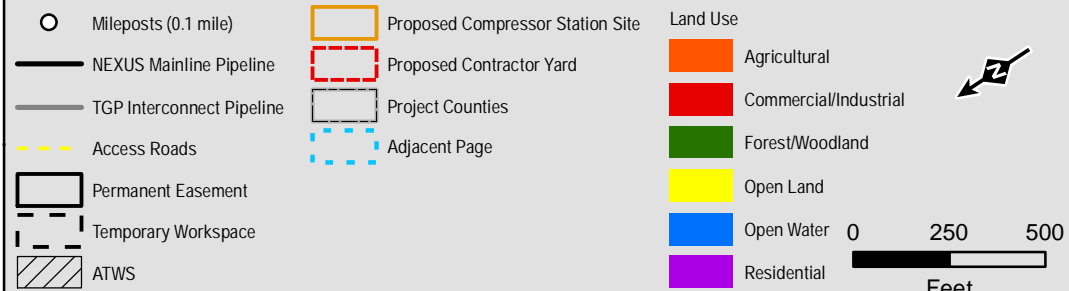 Mileposts (0.1 mile)
NEXUS Mainline Pipeline
TGP Interconnect Pipeline
Access Roads
Permanent Easement
Temporary Workspace
ATWS
Proposed Compressor Station Site
Proposed Contractor Yard
Project Counties
Adjacent Page
Land Use
Agricultural
Commercial/Industrial
Forest/Woodland
Open Land
Open Water
Residential
N
0 250 500
Feet